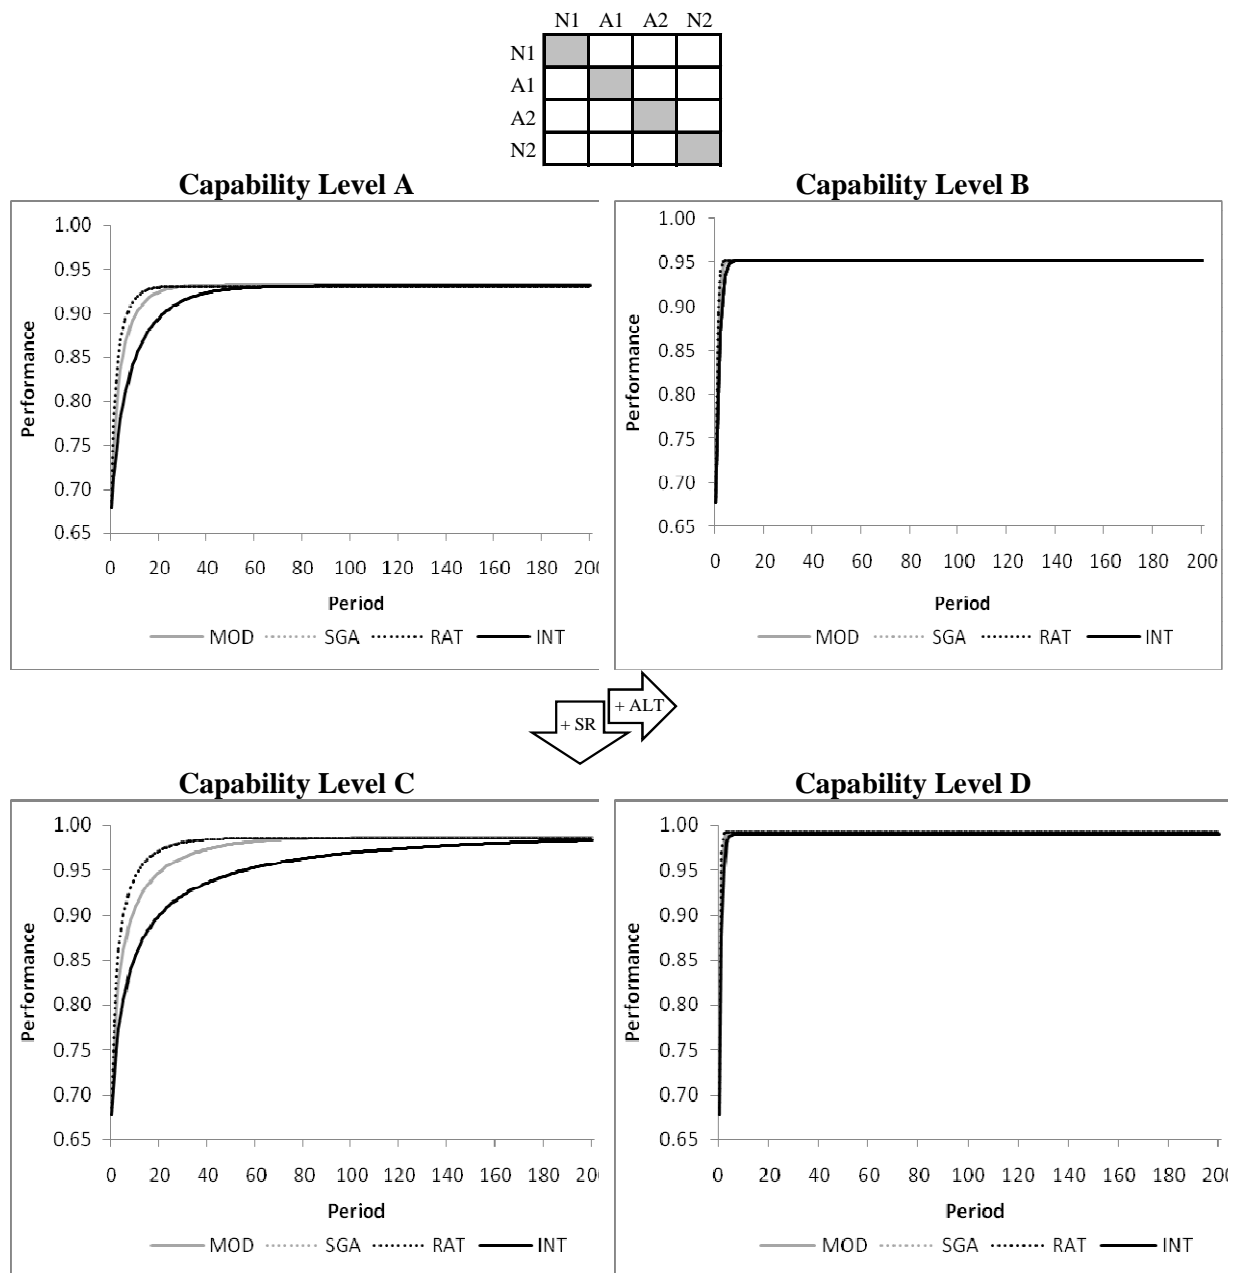 N1 A1 A2 N2
N1
A1
A2
N2
Capability Level A
1.00
0.95
0.90
0.85
0.80
0.75
0.70
0.65
Performance
0 20 40 60 80 100 120 140 160 180 200
Period
MOD SGA RAT INT
Capability Level B
1.00
0.95
0.90
0.85
0.80
0.75
0.70
0.65
Performance
0 20 40 60 80 100 120 140 160 180 200
Period
MOD SGA RAT INT
+ ALT
+ SR
Capability Level C
1.00
0.95
0.90
0.85
0.80
0.75
0.70
0.65
Performance
0 20 40 60 80 100 120 140 160 180 200
Period
MOD SGA RAT INT
Capability Level D
1.00
0.95
0.90
0.85
0.80
0.75
0.70
0.65
Performance
0 20 40 60 80 100 120 140 160 180 200
Period
MOD SGA RAT INT